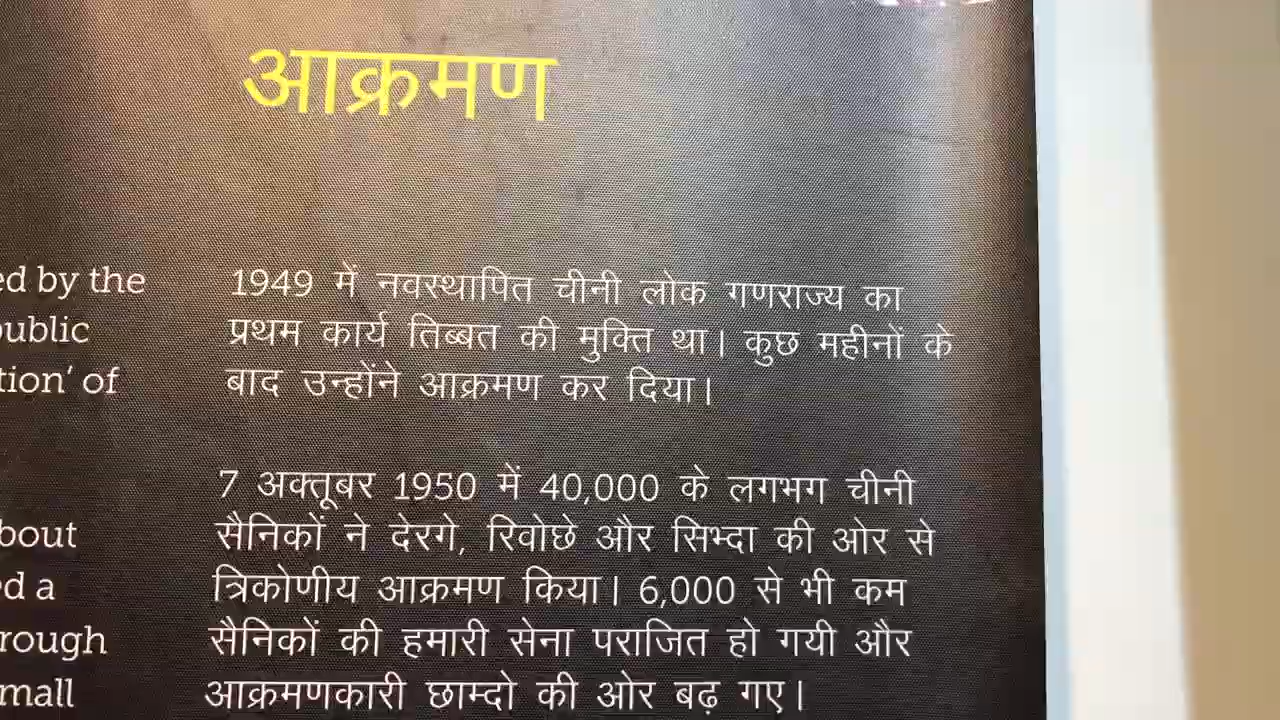 आक्रमण
ed by the
public
tion’ of
bout
ed a
rough
mall
1949 में नवस्थापित चीनी लोक गणराज्य का
प्रथम कार्य तिब्बत की मुक्ति था। कुछ महीनों के
बाद उन्होंने आक्रमण कर दिया।
7 अक्तूबर 1950 में 40,000 के लगभग चीनी
सैनिकों ने देरगे, रिवोछे और सिभ्दा की ओर से
त्रिकोणीय आक्रमण किया। 6,000 से भी कम
सैनिकों की हमारी सेना पराजित हो गयी और
आक्रमणकारी छाम्दो की ओर बढ़ गए।